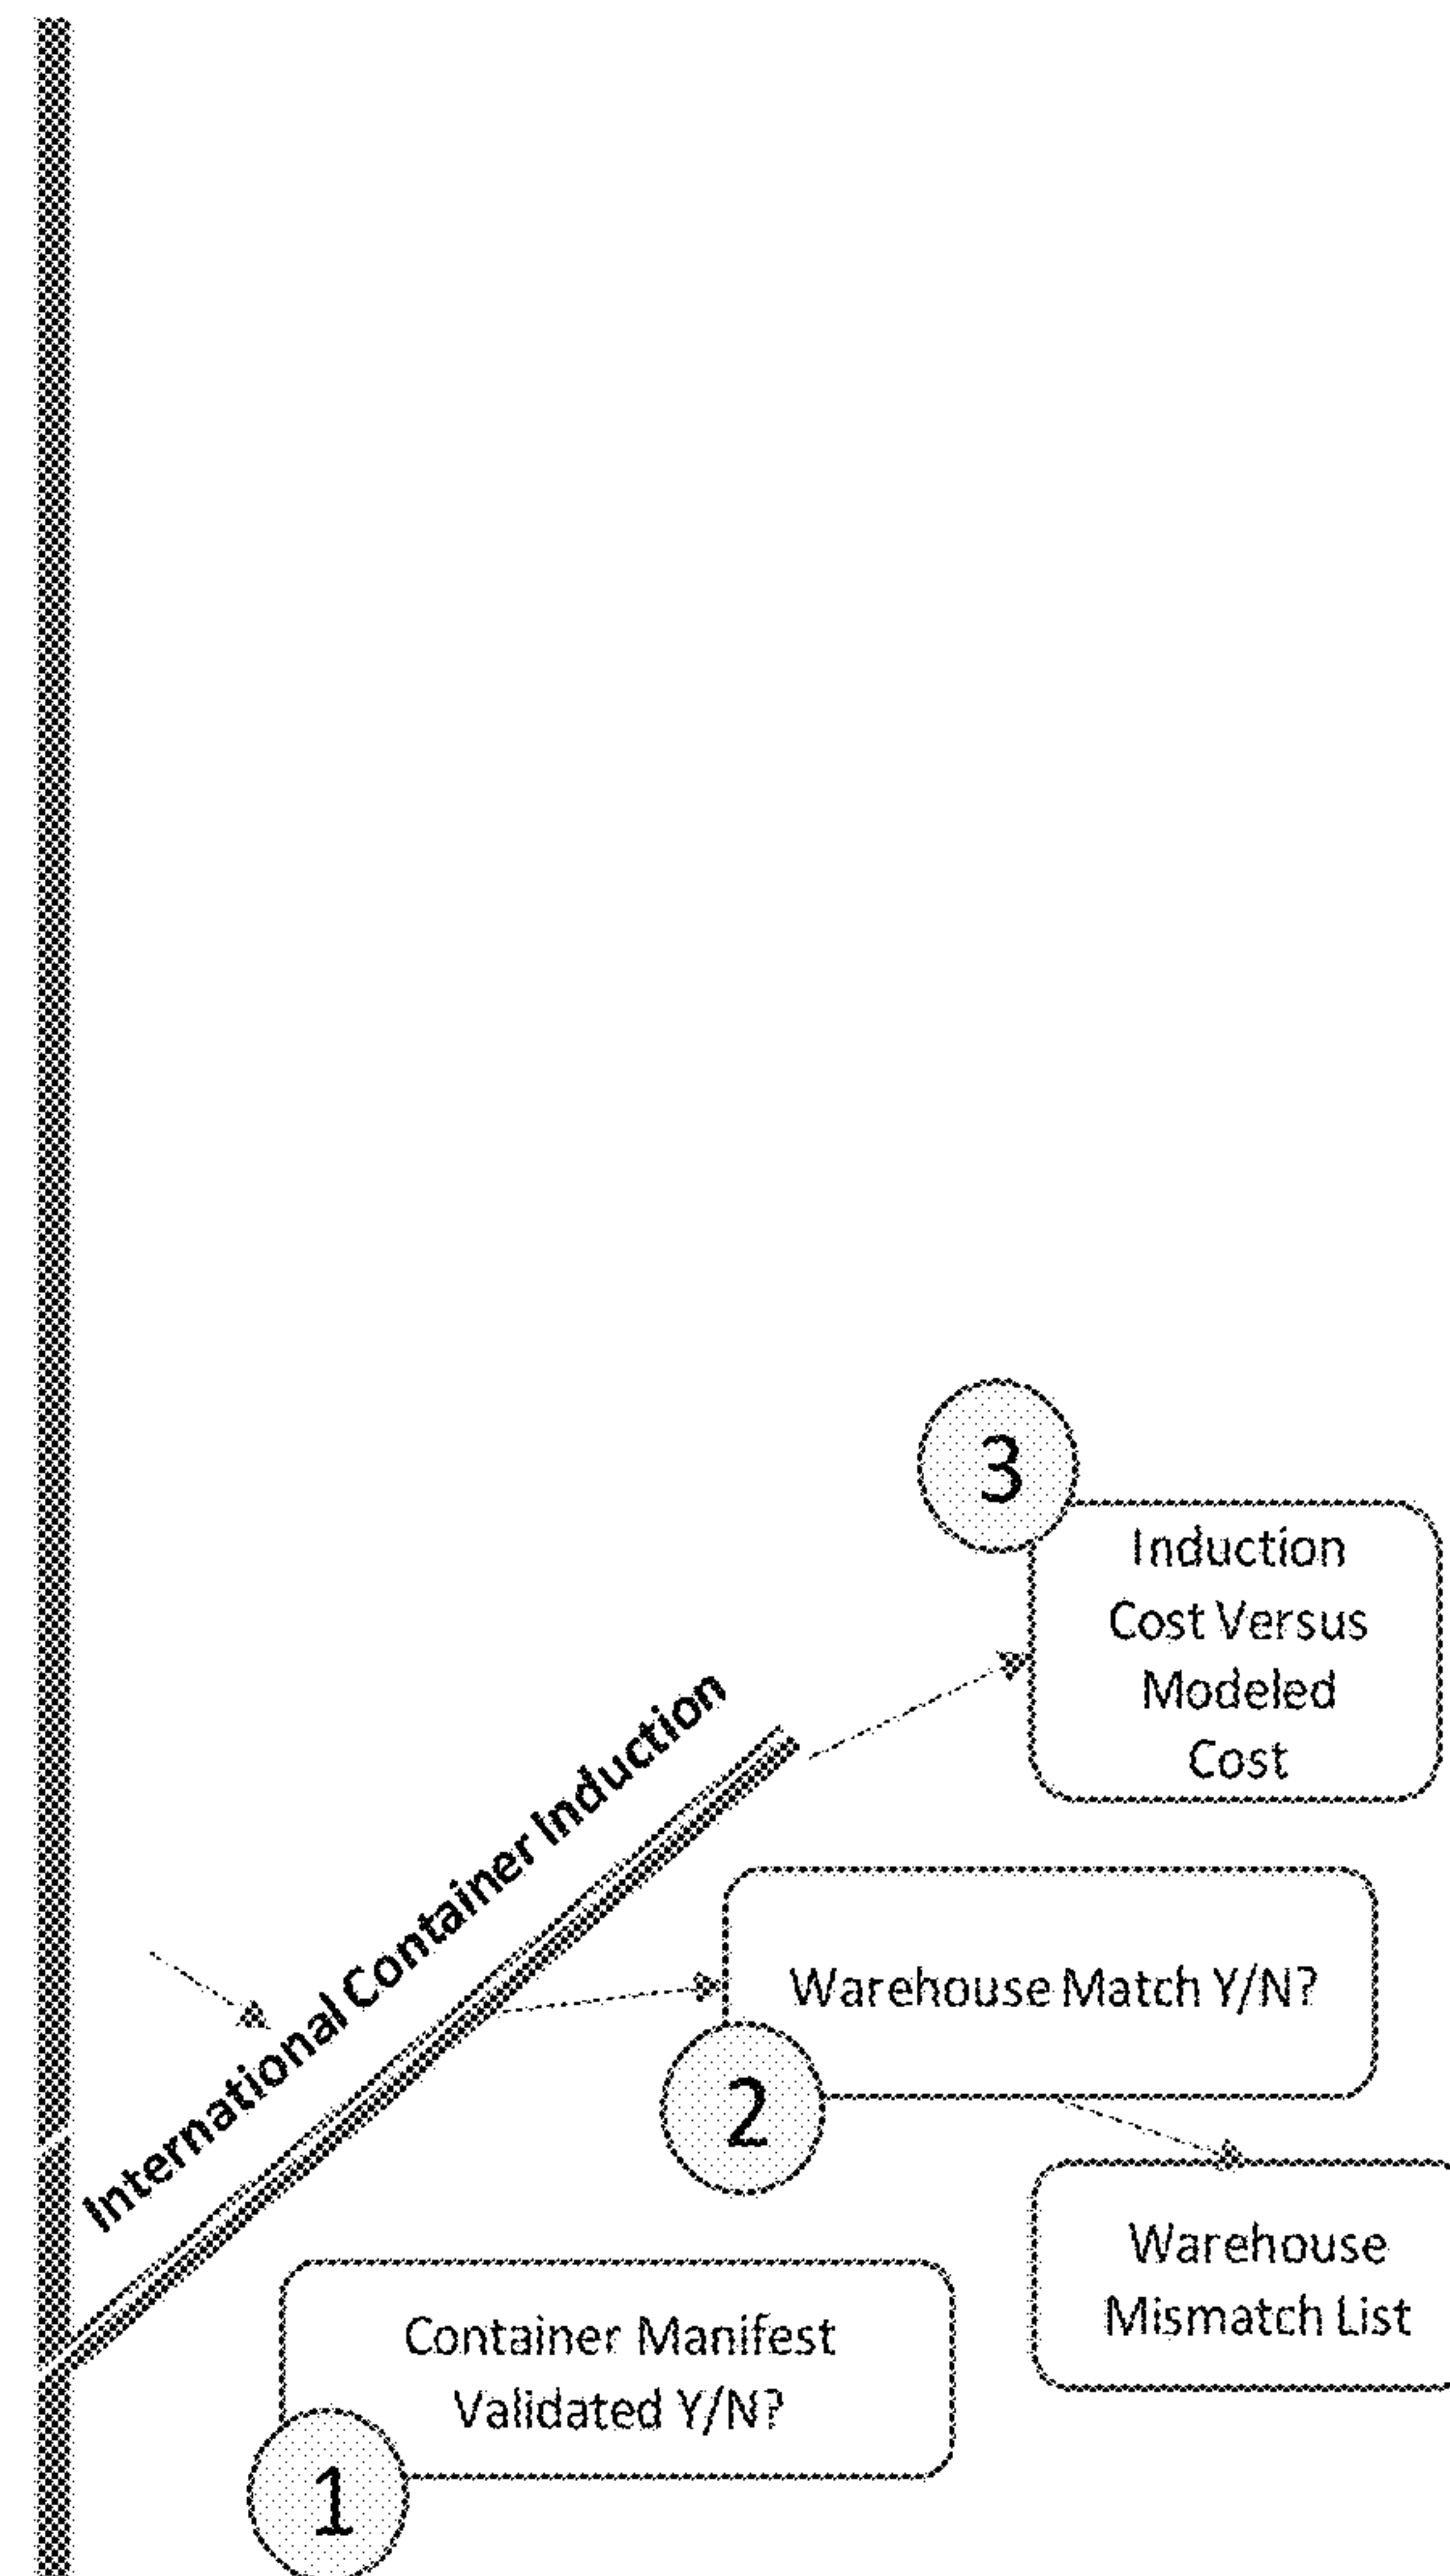 3
Induction
Cost Versus
Modeled
Cost
International Container Induction
Warehouse Match Y/N?
2
Warehouse
Mismatch List
Container Manifest
Validated Y/N?
1